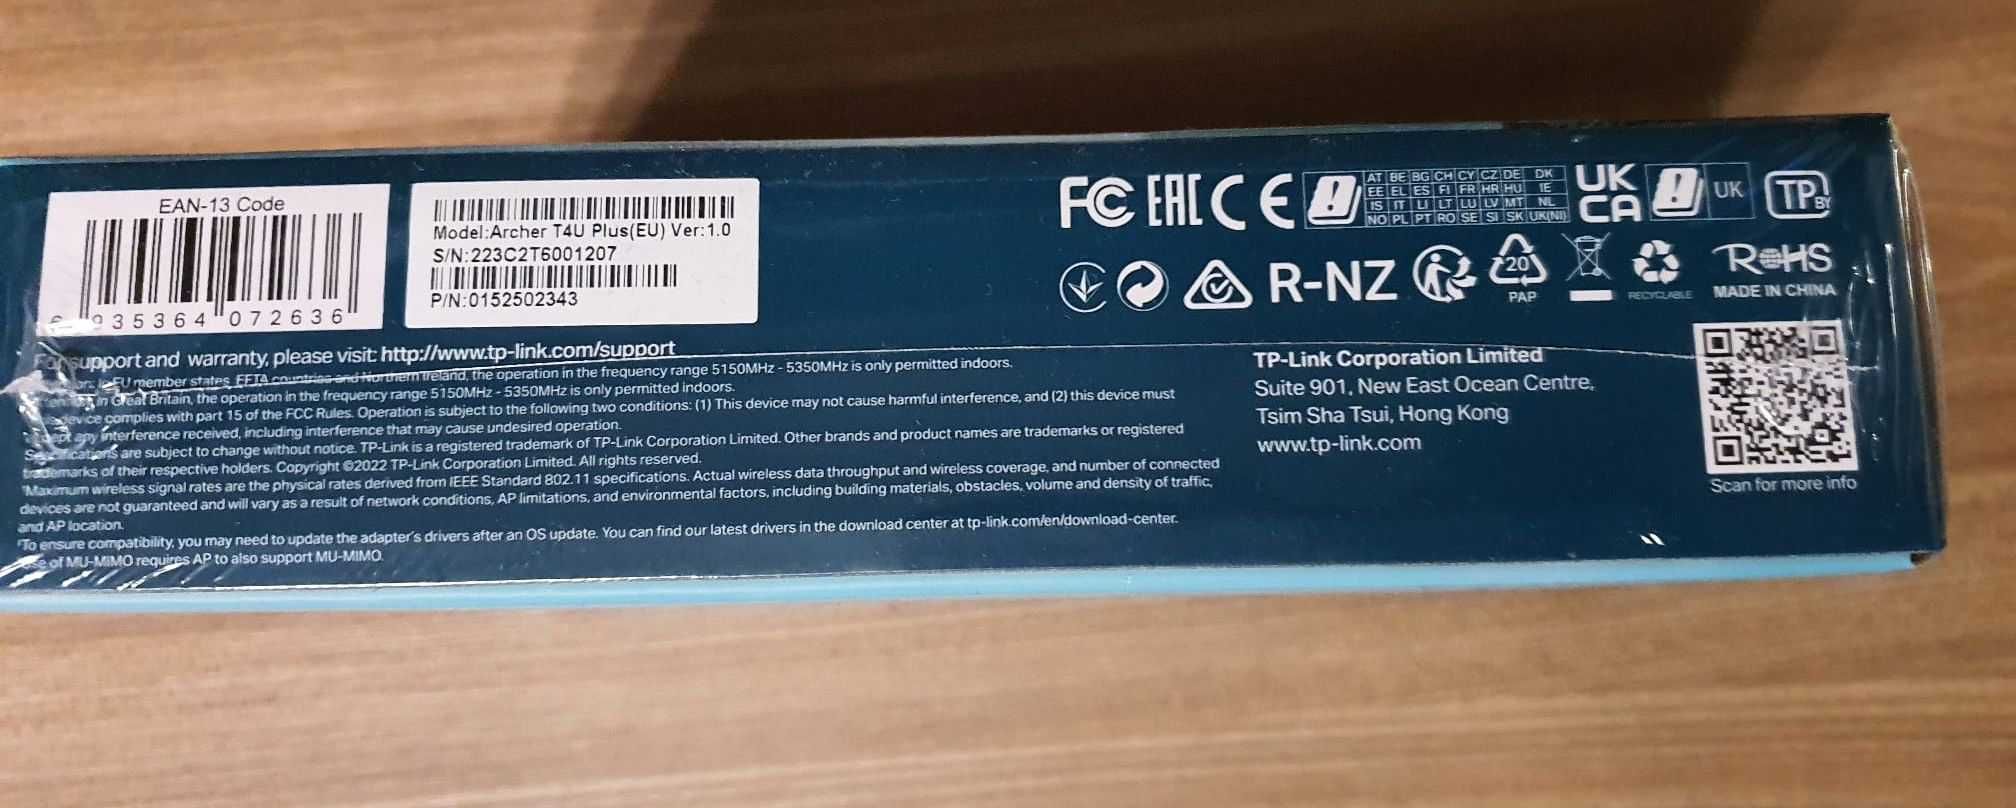 EAN-13 Code
6 935364 072636
Model:Archer T4U Plus(EU) Ver:1.0
S/N:223C2T6001207
P/N:0152502343
FC EAC CE
AT BE BG CH CY CZ DE DK
EE EL ES FI FR HR HU IE
IS IT LI LT LU LV MT NL
NO PL PT RO SE SI SK UK(NI)
UK
CA
UK
TP BY
R-NZ
20
PAP
RECYCLABLE
RoHS
MADE IN CHINA
For support and warranty, please visit: http://www.tp-link.com/support
in EU member states, EFTA countries and Northern Ireland, the operation in the frequency range 5150MHz - 5350MHz is only permitted indoors.
in Great Britain, the operation in the frequency range 5150MHz - 5350MHz is only permitted indoors.
device complies with part 15 of the FCC Rules. Operation is subject to the following two conditions: (1) This device may not cause harmful interference, and (2) this device must
accept any interference received, including interference that may cause undesired operation.
Specifications are subject to change without notice. TP-Link is a registered trademark of TP-Link Corporation Limited. Other brands and product names are trademarks or registered
trademarks of their respective holders. Copyright ©2022 TP-Link Corporation Limited. All rights reserved.
Maximum wireless signal rates are the physical rates derived from IEEE Standard 802.11 specifications. Actual wireless data throughput and wireless coverage, and number of connected
devices are not guaranteed and will vary as a result of network conditions, AP limitations, and environmental factors, including building materials, obstacles, volume and density of traffic,
and AP location.
To ensure compatibility, you may need to update the adapter's drivers after an OS update. You can find our latest drivers in the download center at tp-link.com/en/download-center.
Use of MU-MIMO requires AP to also support MU-MIMO.
TP-Link Corporation Limited
Suite 901, New East Ocean Centre,
Tsim Sha Tsui, Hong Kong
www.tp-link.com
Scan for more info